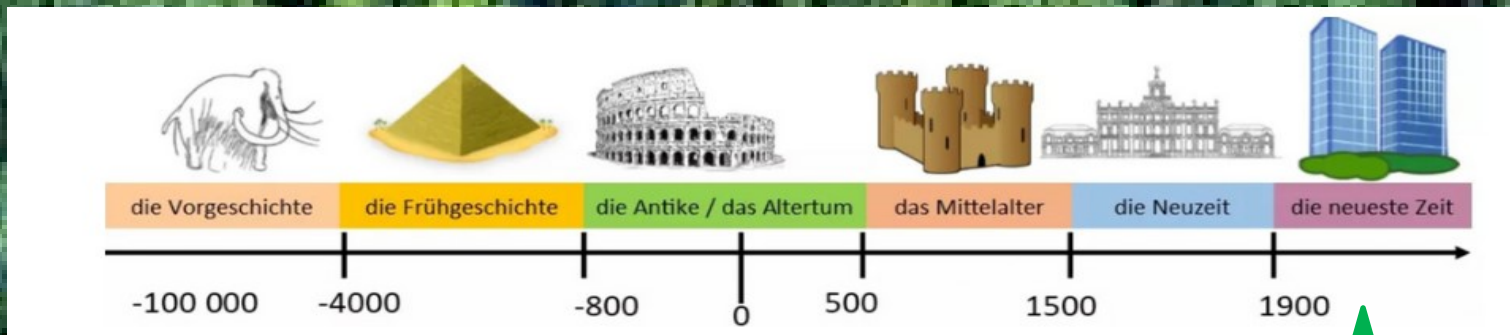 die Vorgeschichte die Frühgeschichte die Antike / das Altertum das Mittelalter die Neuzeit die neueste Zeit
-100 000 -4000 -800 0 500 1500 1900